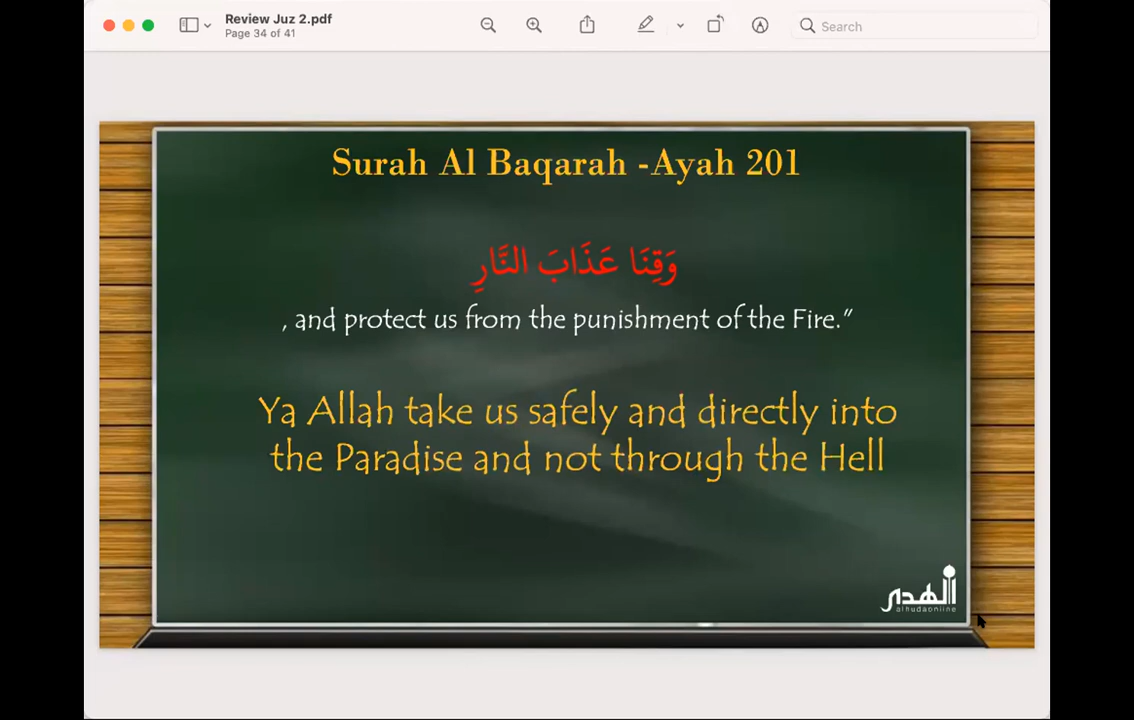 Review Juz 2.pdf
Page 34 of 41
Search
Surah Al Baqarah -Ayah 201
وَقِنَا عَذَابَ النَّارِ
, and protect us from the punishment of the Fire.”
Ya Allah take us safely and directly into
the Paradise and not through the Hell
الهدى
alhudaonline